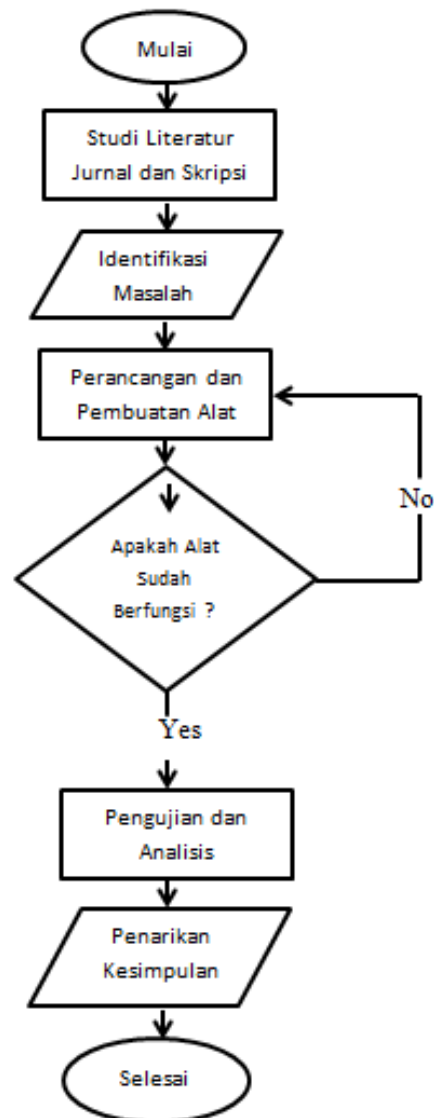 Mulai
Studi Literatur
Jurnal dan Skripsi
Identifikasi
Masalah
Perancangan dan
Pembuatan Alat
No
Apakah Alat
Sudah
Berfungsi ?
Yes
Pengujian dan
Analisis
Penarikan
Kesimpulan
Selesai